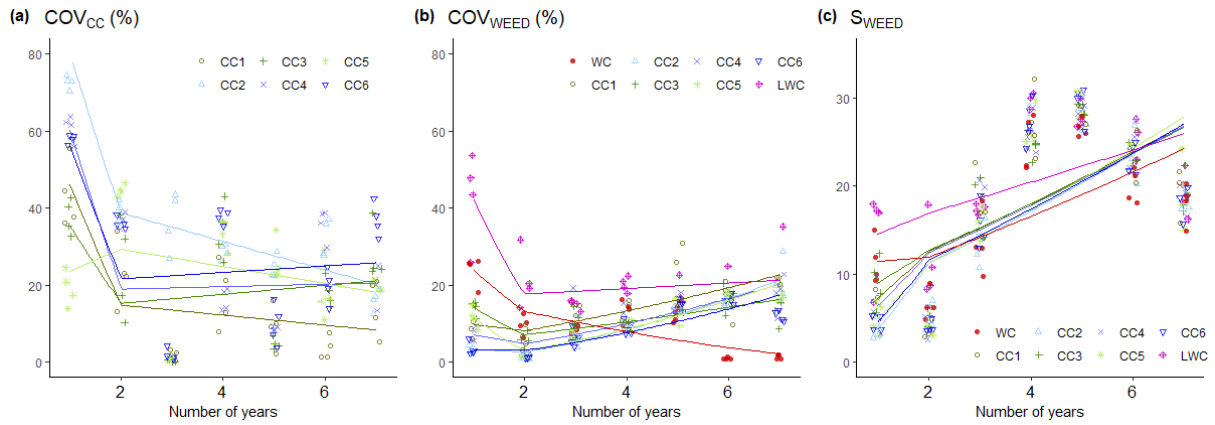 (a) COVCC (%)
80
60
40
20
0
CC1 CC3 CC5
CC2 CC4 CC6
2 4 6
Number of years
(b) COVWEED (%)
80
60
40
20
0
WC CC2 CC4 CC6
CC1 CC3 CC5 LWC
2 4 6
Number of years
(c) SWEED
30
20
10
0
WC CC2 CC4 CC6
CC1 CC3 CC5 LWC
2 4 6
Number of years